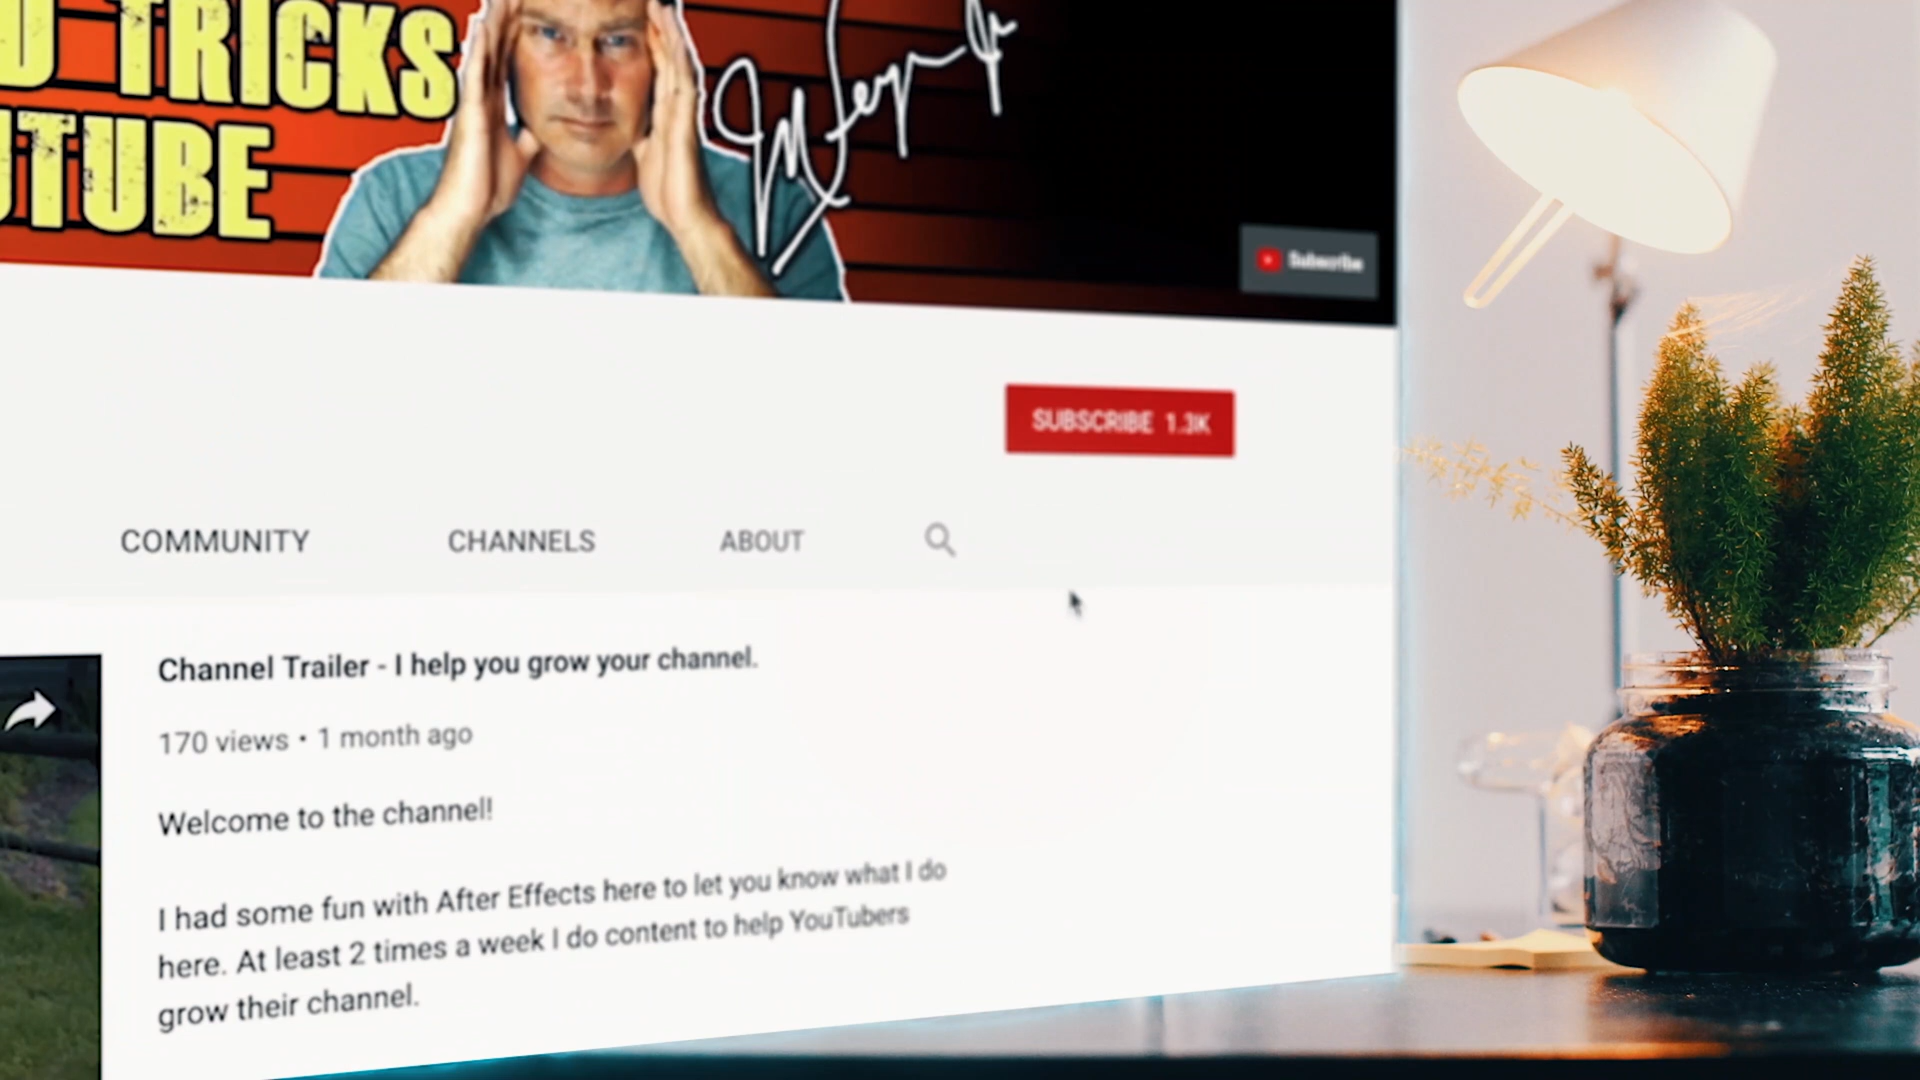 TRICKS
Subscribe
SUBSCRIBE 1.3K
COMMUNITY CHANNELS ABOUT
Channel Trailer - I help you grow your channel.
170 views • 1 month ago
Welcome to the channel!
I had some fun with After Effects here to let you know what I do
here. At least 2 times a week I do content to help YouTubers
grow their channel.